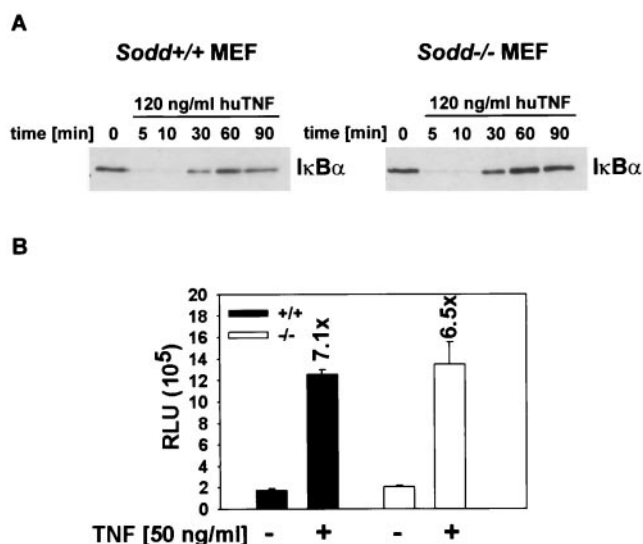 A
Sodd+/+ MEF
Sodd-/- MEF
120 ng/ml huTNF
120 ng/ml huTNF
time [min] 0 5 10 30 60 90
time [min] 0 5 10 30 60 90
IκBα
IκBα
B
20
18
16
14
12
10
8
6
4
2
0
RLU (10⁵)
+/+
-/-
7.1x
6.5x
TNF [50 ng/ml] - + - +